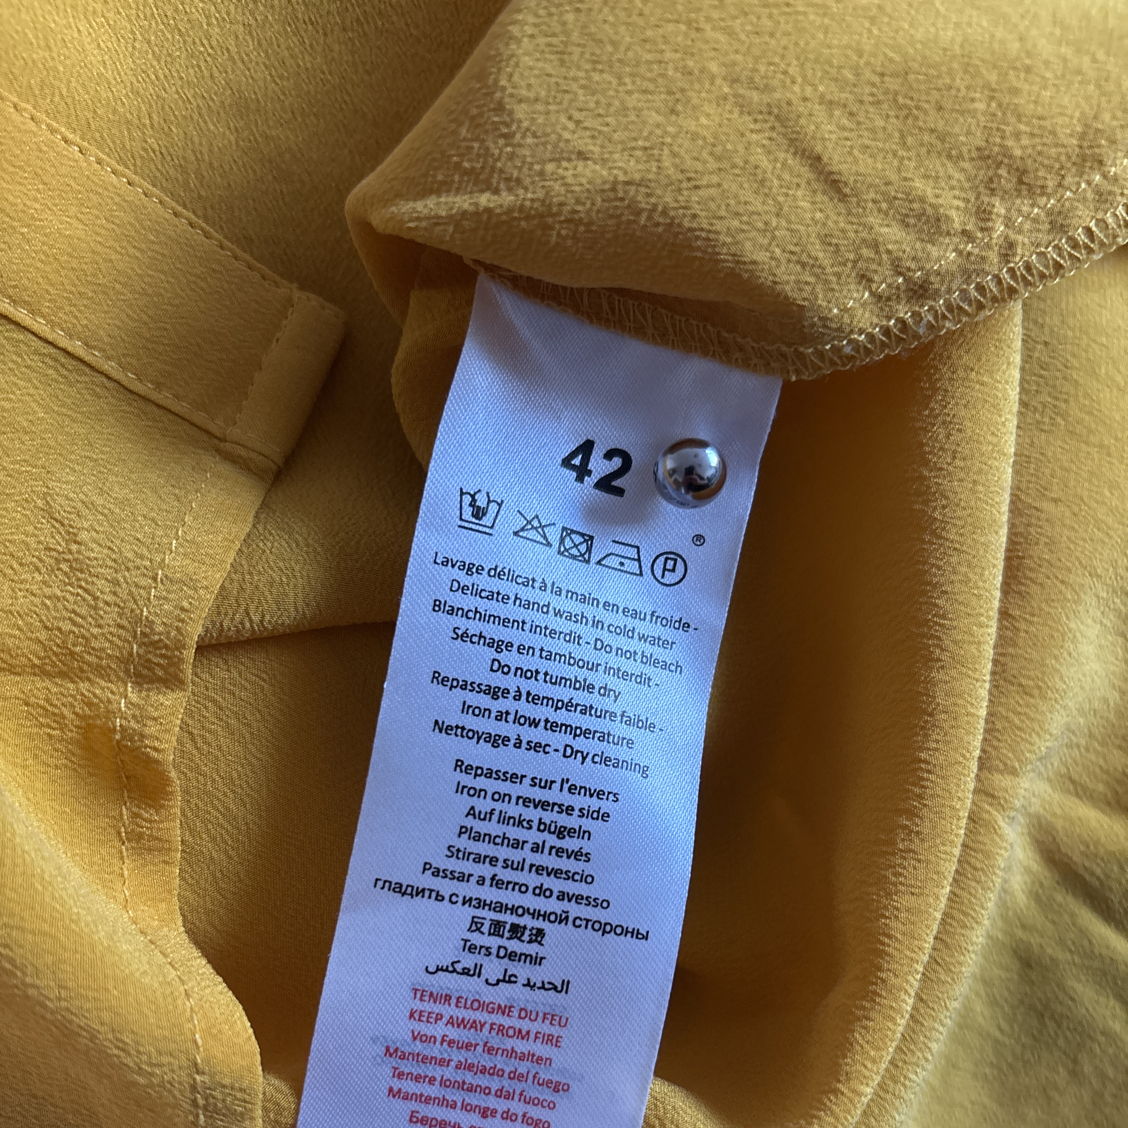 42
®
P
Lavage délicat à la main en eau froide -
Delicate hand wash in cold water
Blanchiment interdit - Do not bleach
Séchage en tambour interdit -
Do not tumble dry
Repassage à température faible -
Iron at low temperature
Nettoyage à sec - Dry cleaning
Repasser sur l'envers
Iron on reverse side
Auf links bügeln
Planchar al revés
Stirare sul revescio
Passar a ferro do avesso
гладить с изнаночной стороны
反面熨烫
Ters Demir
الحديد على العكس
TENIR ELOIGNE DU FEU
KEEP AWAY FROM FIRE
Von Feuer fernhalten
Mantener alejado del fuego
Tenere lontano dal fuoco
Mantenha longe do fogo
Беречь